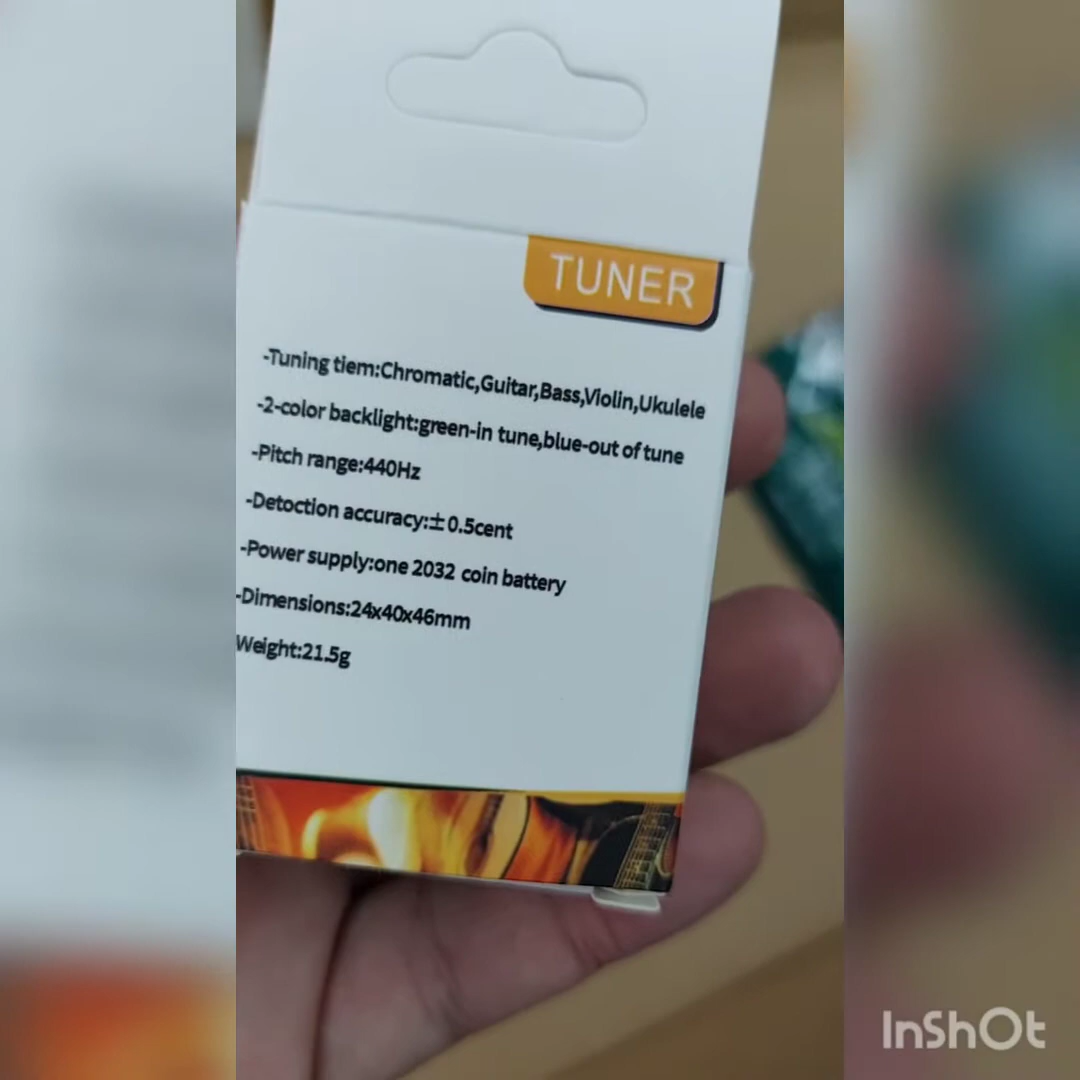 TUNER
-Tuning tiem:Chromatic,Guitar,Bass,Violin,Ukulele
-2-color backlight:green-in tune,blue-out of tune
-Pitch range:440Hz
-Detoction accuracy:±0.5cent
-Power supply:one 2032 coin battery
-Dimensions:24x40x46mm
Weight:21.5g
InShOt